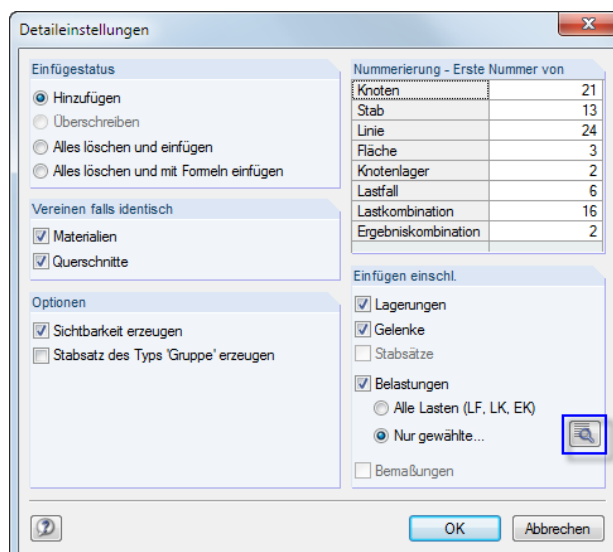 Detaileinstellungen
Einfügestatus
Hinzufügen
Überschreiben
Alles löschen und einfügen
Alles löschen und mit Formeln einfügen
Vereinen falls identisch
Materialien
Querschnitte
Optionen
Sichtbarkeit erzeugen
Stabsatz des Typs 'Gruppe' erzeugen
Nummerierung - Erste Nummer von
Knoten 21
Stab 13
Linie 24
Fläche 3
Knotenlager 2
Lastfall 6
Lastkombination 16
Ergebniskombination 2
Einfügen einschl.
Lagerungen
Gelenke
Stabsätze
Belastungen
Alle Lasten (LF, LK, EK)
Nur gewählte...
Bemaßungen
OK Abbrechen